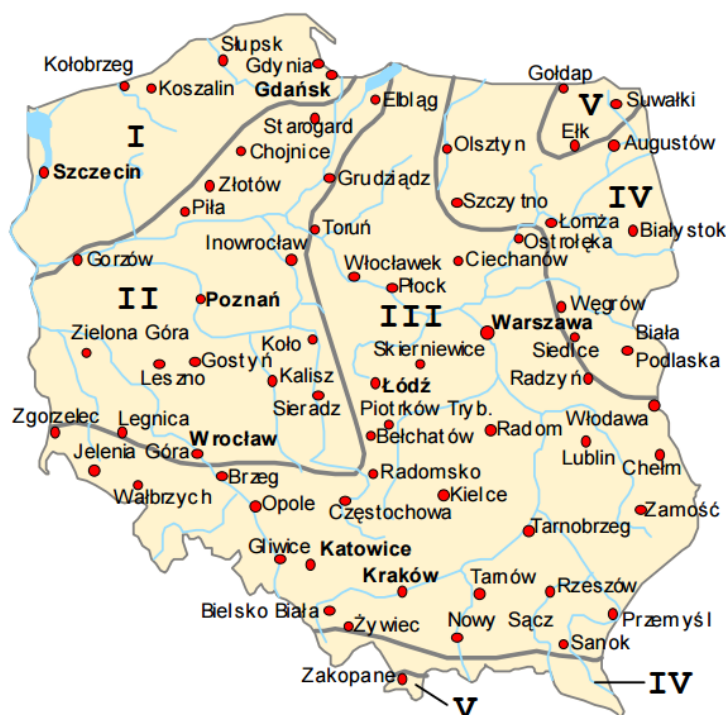 Słupsk
Gdynia
Kołobrzeg
Koszalin
Gdańsk
Gołdap
V
Suwałki
Elbląg
I
Starogard
Ełk
Augustów
Chojnice
Olsztyn
Szczecin
Grudziądz
IV
Złotów
Szczytno
Piła
Łomża
Toruń
Białystok
Inowrocław
Ostrołęka
Gorzów
Włocławek
Ciechanów
Płock
II
Poznań
III
Węgrów
Warszawa
Zielona Góra
Koło
Skierniewice
Siedlce
Biała
Podlaska
Gostyń
Leszno
Kalisz
Łódź
Radzyń
Sieradz
Zgorzelec
Legnica
Piotrków Tryb.
Włodawa
Wrocław
Bełchatów
Radom
Jelenia Góra
Lublin
Chełm
Brzeg
Radomsko
Wałbrzych
Opole
Częstochowa
Kielce
Zamość
Tarnobrzeg
Gliwice
Katowice
Kraków
Tarnów
Rzeszów
Bielsko Biała
Żywiec
Nowy Sącz
Przemyśl
Sanok
Zakopane
V
IV